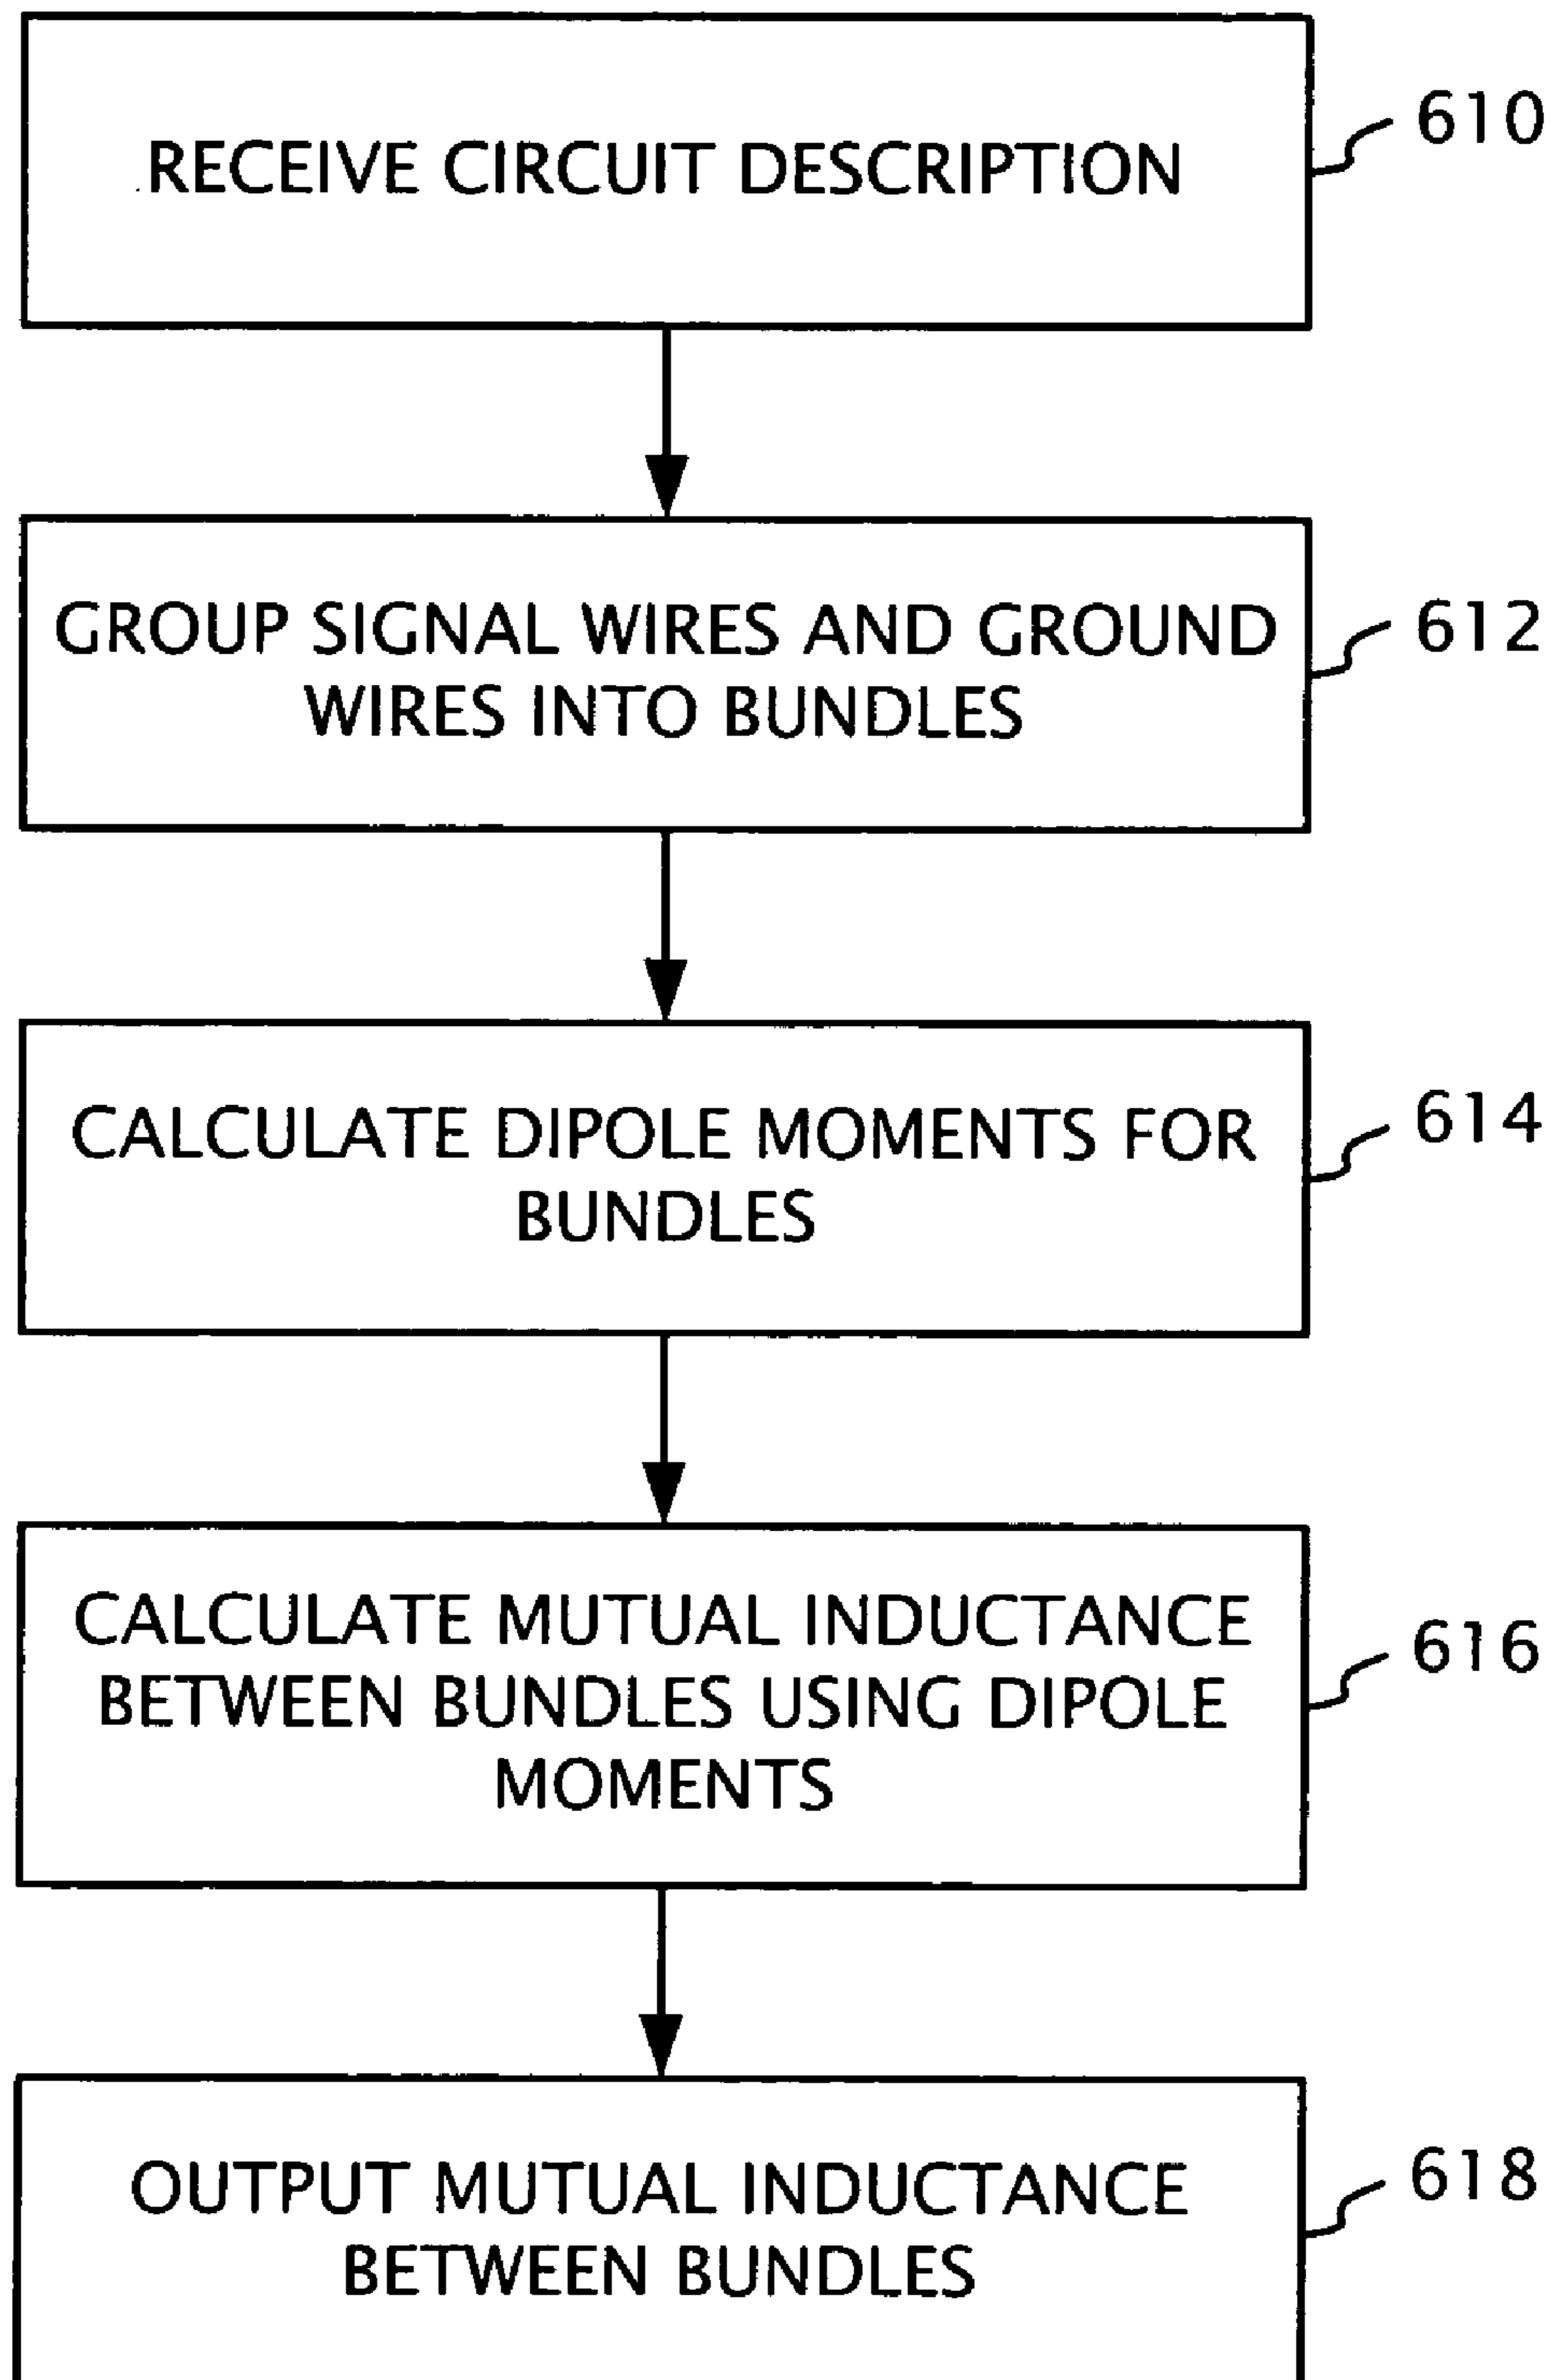 RECEIVE CIRCUIT DESCRIPTION
610
GROUP SIGNAL WIRES AND GROUND
WIRES INTO BUNDLES
612
CALCULATE DIPOLE MOMENTS FOR
BUNDLES
614
CALCULATE MUTUAL INDUCTANCE
BETWEEN BUNDLES USING DIPOLE
MOMENTS
616
OUTPUT MUTUAL INDUCTANCE
BETWEEN BUNDLES
618